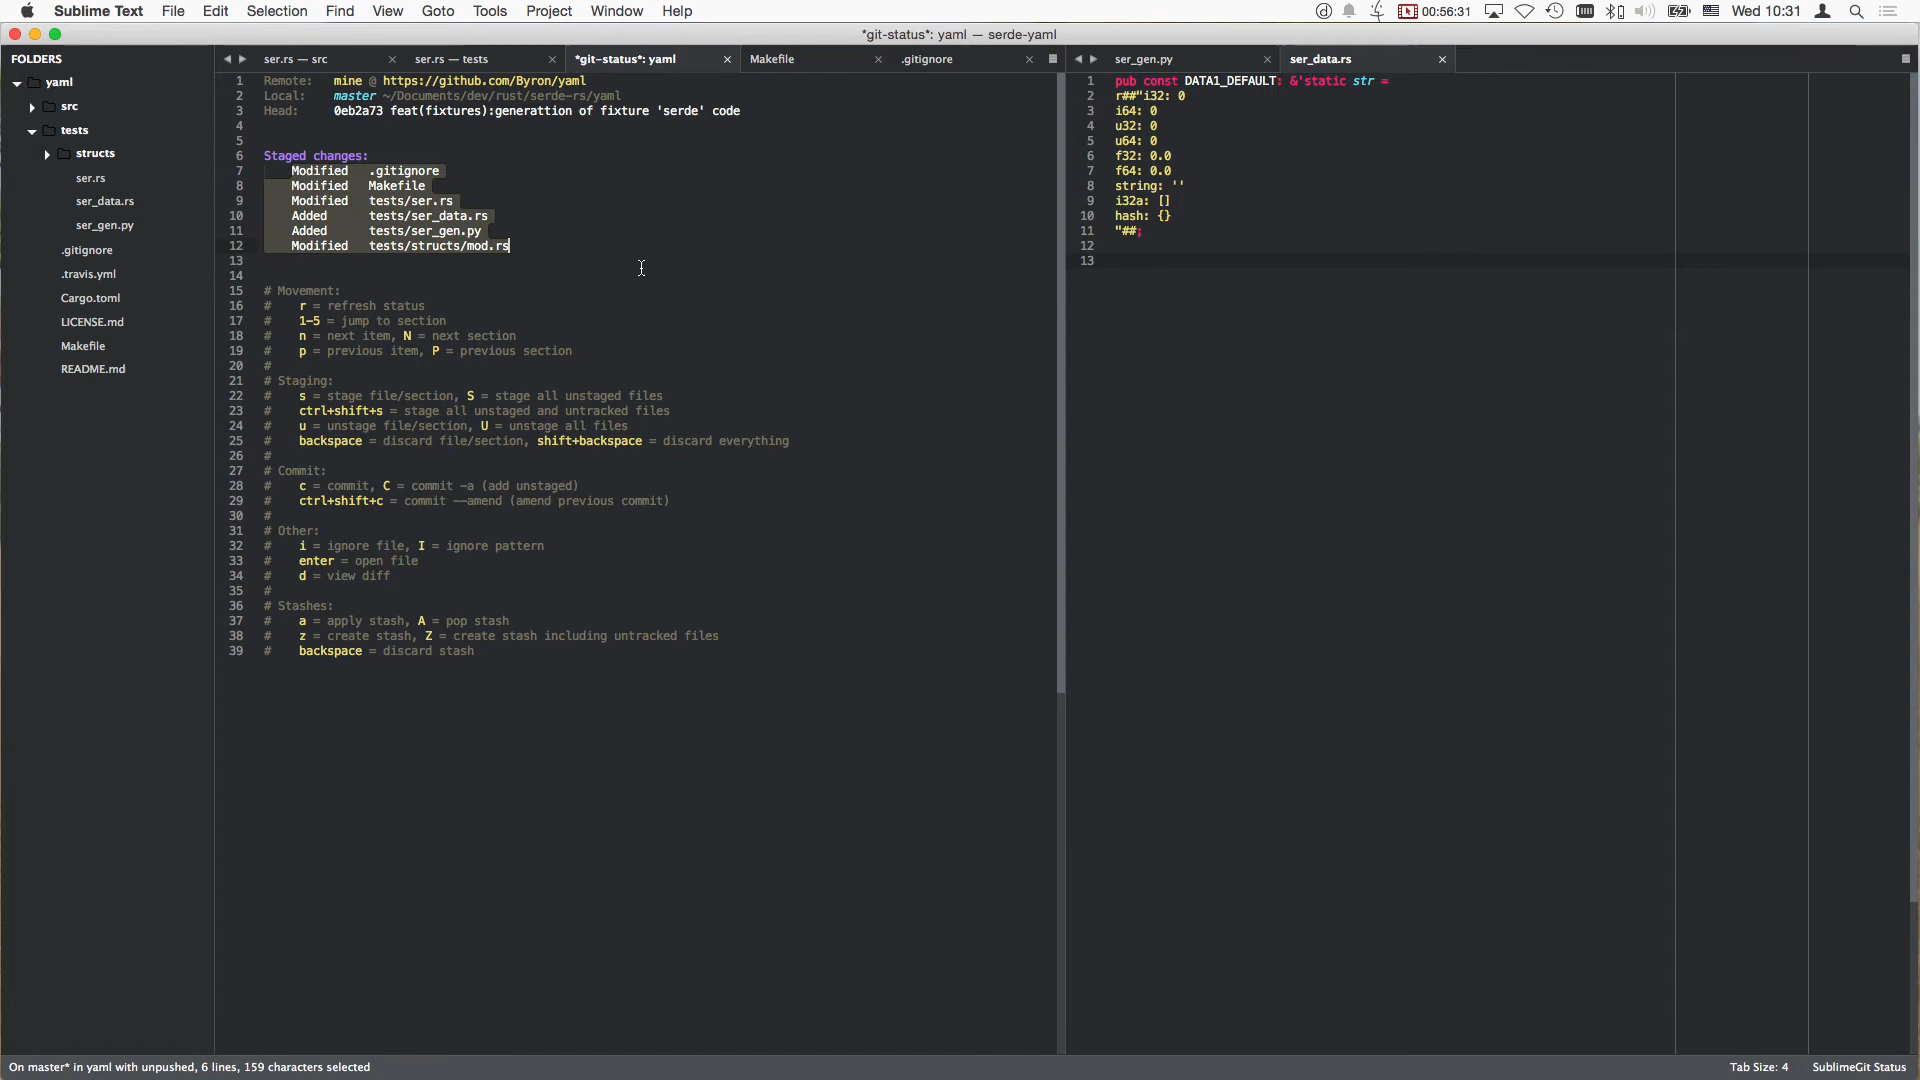 Sublime Text File Edit Selection Find View Goto Tools Project Window Help 00:56:31 Wed 10:31
*git-status*: yaml — serde-yaml
FOLDERS
yaml
src
tests
structs
ser.rs
ser_data.rs
ser_gen.py
.gitignore
.travis.yml
Cargo.toml
LICENSE.md
Makefile
README.md
ser.rs — src ser.rs — tests *git-status*: yaml Makefile .gitignore
1 Remote: mine @ https://github.com/Byron/yaml
2 Local: master ~/Documents/dev/rust/serde-rs/yaml
3 Head: 0eb2a73 feat(fixtures):generattion of fixture 'serde' code
4
5
6 Staged changes:
7 Modified .gitignore
8 Modified Makefile
9 Modified tests/ser.rs
10 Added tests/ser_data.rs
11 Added tests/ser_gen.py
12 Modified tests/structs/mod.rs
13
14
15 # Movement:
16 # r = refresh status
17 # 1-5 = jump to section
18 # n = next item, N = next section
19 # p = previous item, P = previous section
20 #
21 # Staging:
22 # s = stage file/section, S = stage all unstaged files
23 # ctrl+shift+s = stage all unstaged and untracked files
24 # u = unstage file/section, U = unstage all files
25 # backspace = discard file/section, shift+backspace = discard everything
26 #
27 # Commit:
28 # c = commit, C = commit -a (add unstaged)
29 # ctrl+shift+c = commit --amend (amend previous commit)
30 #
31 # Other:
32 # i = ignore file, I = ignore pattern
33 # enter = open file
34 # d = view diff
35 #
36 # Stashes:
37 # a = apply stash, A = pop stash
38 # z = create stash, Z = create stash including untracked files
39 # backspace = discard stash
ser_gen.py ser_data.rs
1 pub const DATA1_DEFAULT: &'static str =
2 r##"i32: 0
3 i64: 0
4 u32: 0
5 u64: 0
6 f32: 0.0
7 f64: 0.0
8 string: ''
9 i32a: []
10 hash: {}
11 "##;
12
13
On master* in yaml with unpushed, 6 lines, 159 characters selected Tab Size: 4 SublimeGit Status